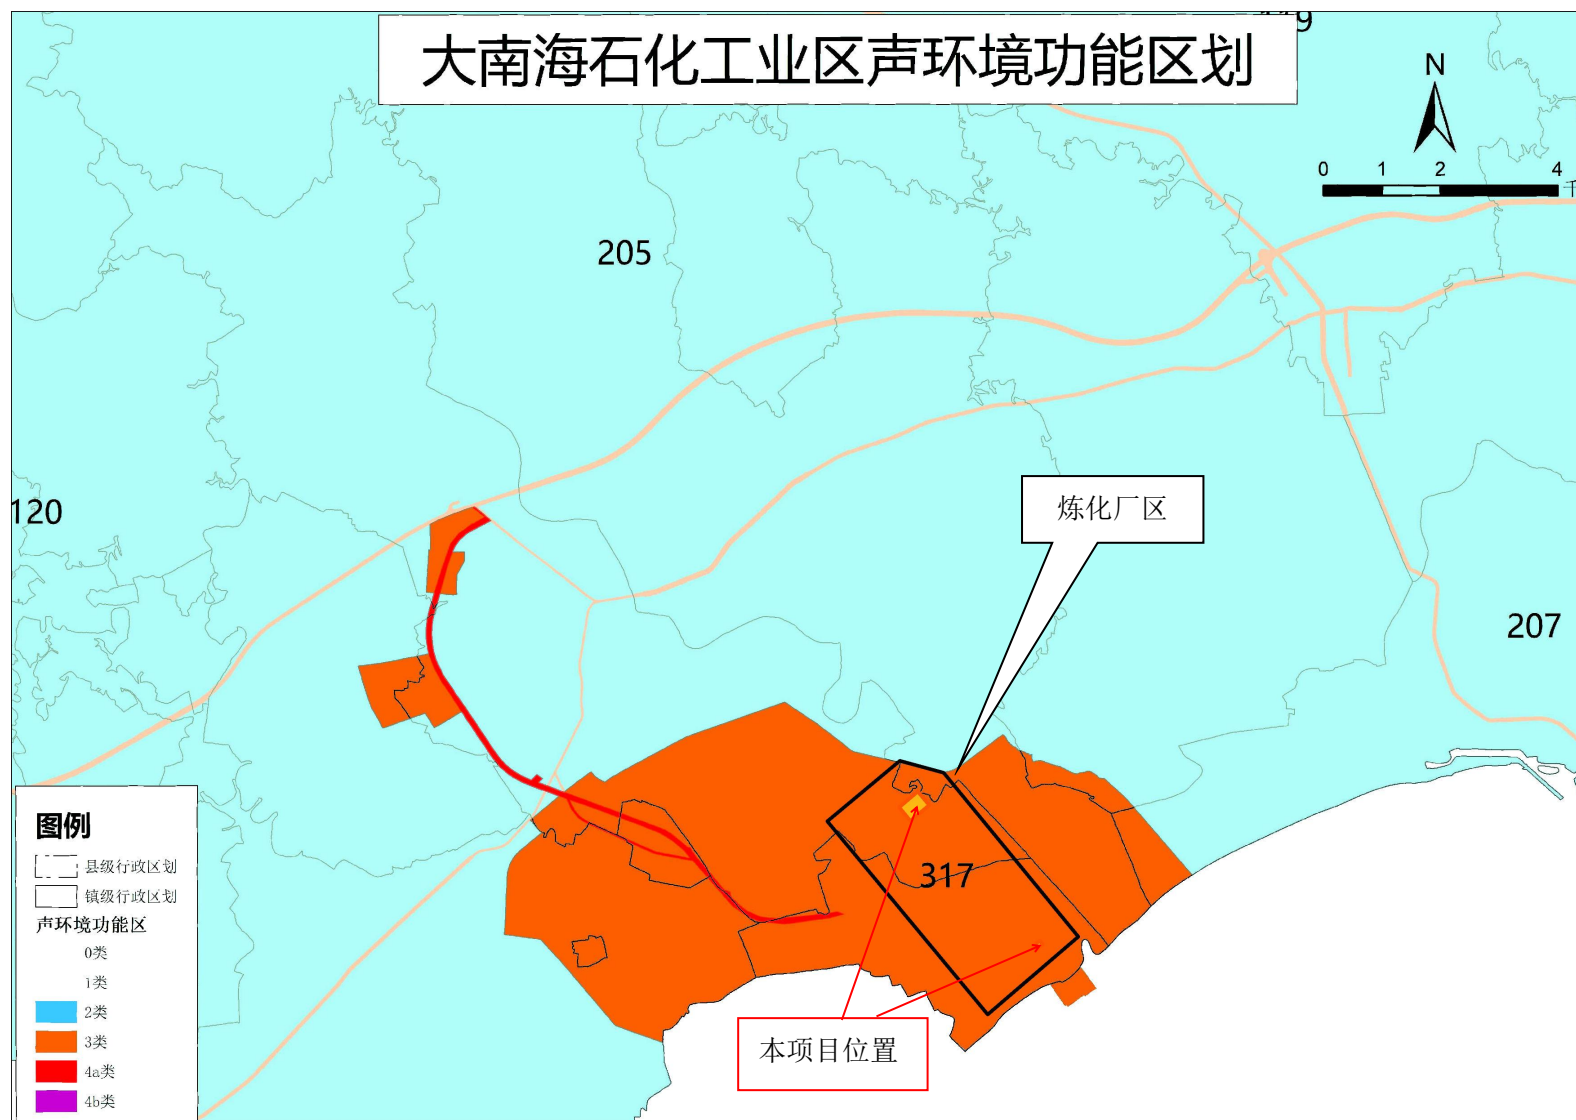 大南海石化工业区声环境功能区划
N
0 1 2 4
205
120
炼化厂区
207
317
本项目位置
图例
县级行政区划
镇级行政区划
声环境功能区
0类
1类
2类
3类
4a类
4b类